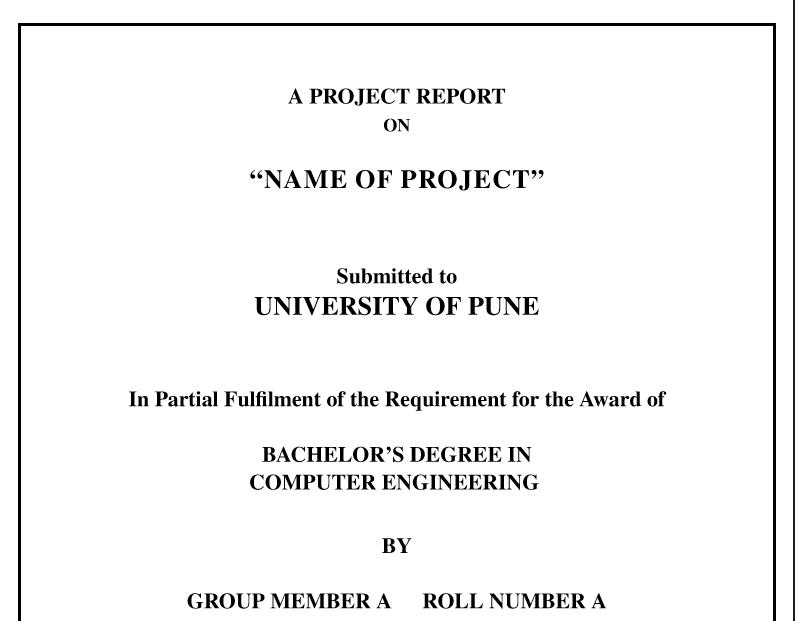 A PROJECT REPORT
ON
“NAME OF PROJECT”
Submitted to
UNIVERSITY OF PUNE
In Partial Fulfilment of the Requirement for the Award of
BACHELOR’S DEGREE IN
COMPUTER ENGINEERING
BY
GROUP MEMBER A ROLL NUMBER A